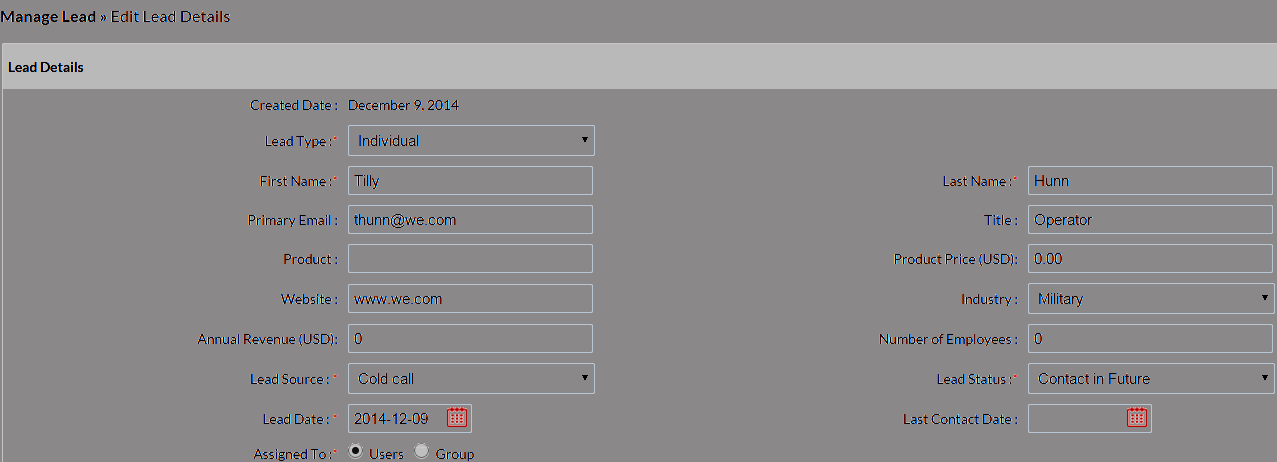 Manage Lead » Edit Lead Details
Lead Details
Created Date : December 9, 2014
Lead Type :* Individual
First Name :* Tilly Last Name :* Hunn
Primary Email : thunn@we.com Title : Operator
Product : Product Price (USD): 0.00
Website : www.we.com Industry : Military
Annual Revenue (USD): 0 Number of Employees : 0
Lead Source : * Cold call Lead Status :* Contact in Future
Lead Date : * 2014-12-09 Last Contact Date :
Assigned To :* Users Group